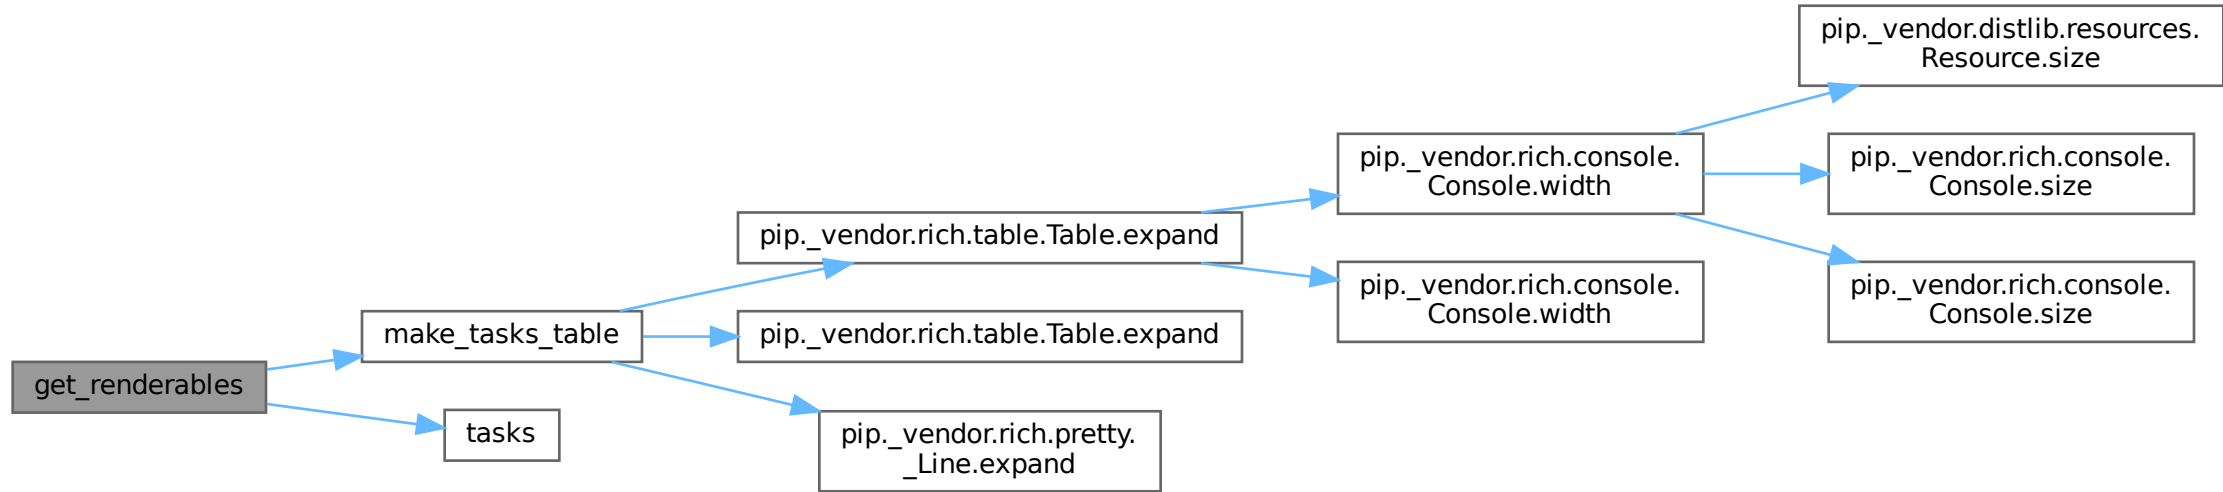 get_renderables
make_tasks_table
tasks
pip._vendor.rich.table.Table.expand
pip._vendor.rich.table.Table.expand
pip._vendor.rich.pretty.
_Line.expand
pip._vendor.rich.console.
Console.width
pip._vendor.rich.console.
Console.width
pip._vendor.distlib.resources.
Resource.size
pip._vendor.rich.console.
Console.size
pip._vendor.rich.console.
Console.size